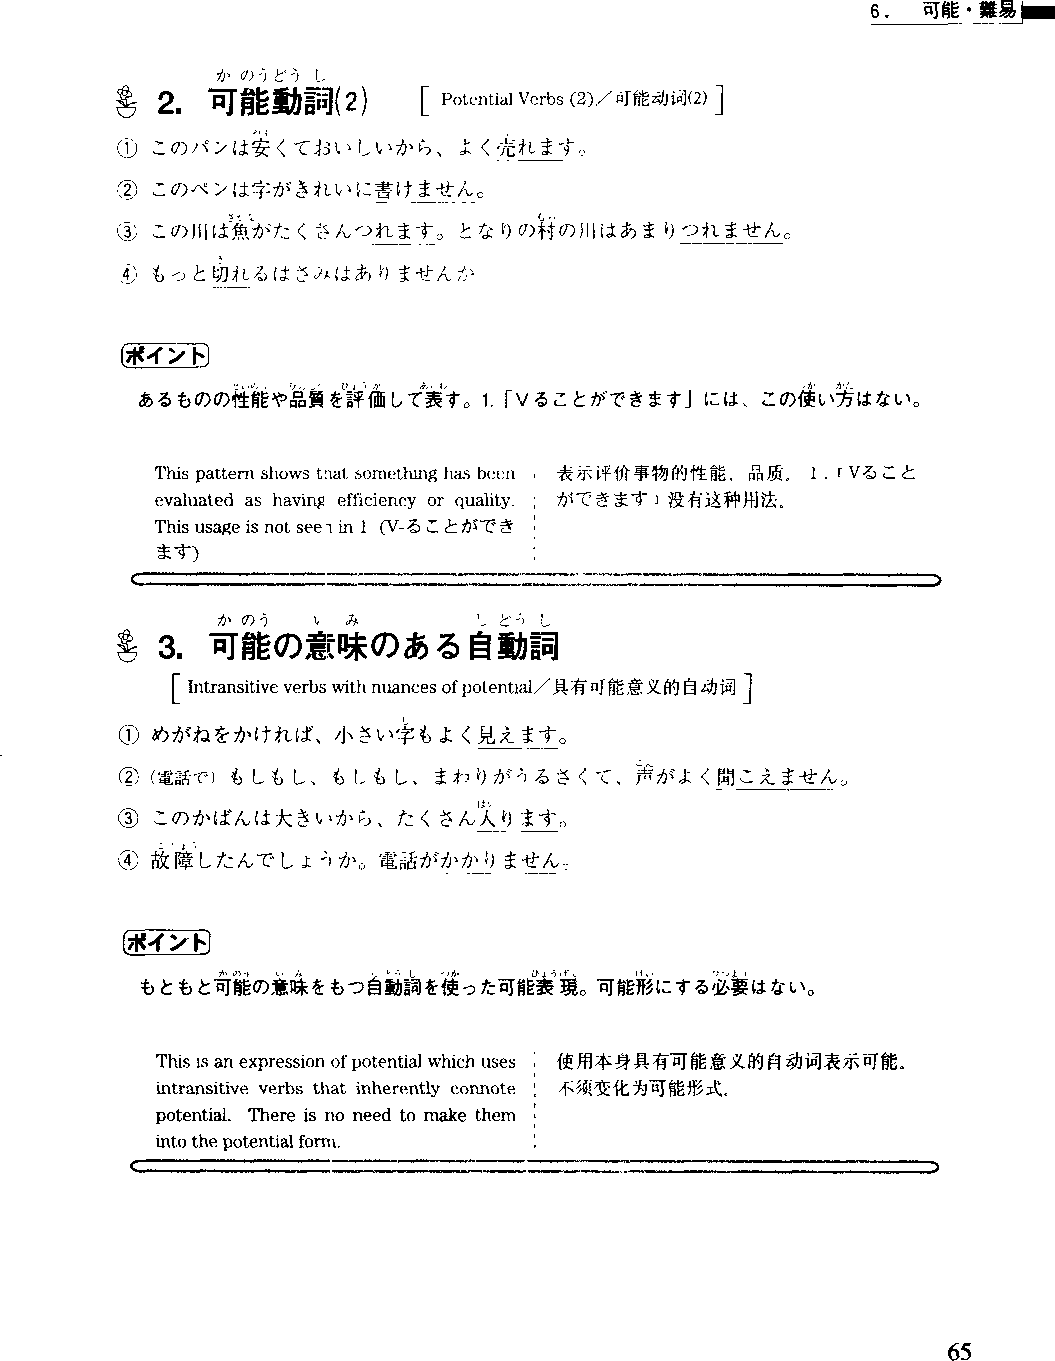 6. 可能・難易
かのうどうし
2. 可能動詞(2) [Potential Verbs (2)／可能动词(2)]
① このパンは安くておいしいから、よく売れます。
② このペンは字がきれいに書けません。
③ この川は魚がたくさんつれます。となりの村の川はあまりつれません。
④ もっと切れるはさみはありませんか
ポイント
あるものの性能や品質を評価して表す。1.「Vることができます」には、この使い方はない。
This pattern shows that something has been
evaluated as having efficiency or quality.
This usage is not seen in 1 (V-ることができ
ます)
表示评价事物的性能、品质。 1.「Vること
ができます」没有这种用法。
かのう いみ じどうし
3. 可能の意味のある自動詞
[Intransitive verbs with nuances of potential／具有可能意义的自动词]
① めがねをかければ、小さい字もよく見えます。
② (電話で) もしもし、もしもし、まわりがうるさくて、声がよく聞こえません。
③ このかばんは大きいから、たくさん入ります。
④ 故障したんでしょうか。電話がかかりません。
ポイント
もともと可能の意味をもつ自動詞を使った可能表現。可能形にする必要はない。
This is an expression of potential which uses
intransitive verbs that inherently connote
potential. There is no need to make them
into the potential form.
使用本身具有可能意义的自动词表示可能。
不须变化为可能形式。
65